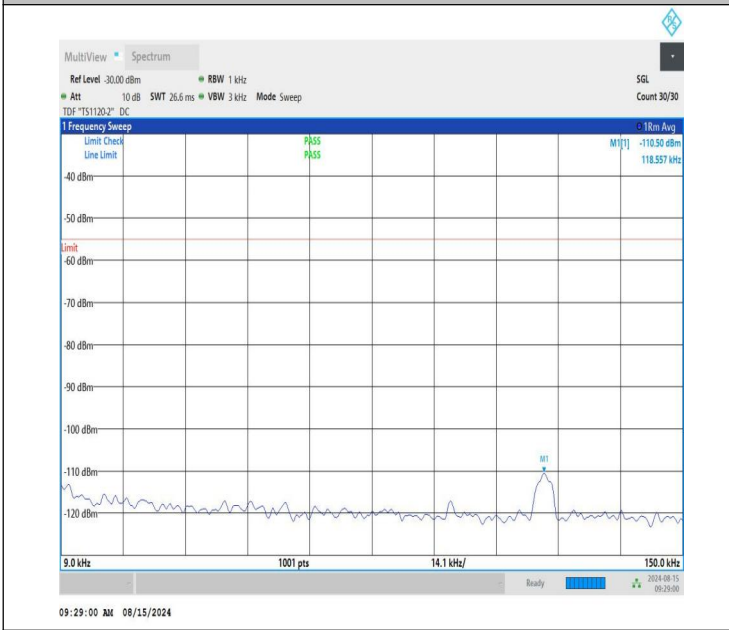 R&S
MultiView Spectrum
Ref Level -30.00 dBm RBW 1 kHz SGL
Att 10 dB SWT 26.6 ms VBW 3 kHz Mode Sweep Count 30/30
TDF "TS1120-2" DC
1 Frequency Sweep 1Rm Avg
Limit Check PASS M1[1] -110.50 dBm
Line Limit PASS 118.557 kHz
-40 dBm
-50 dBm
Limit
-60 dBm
-70 dBm
-80 dBm
-90 dBm
-100 dBm
M1
-110 dBm
-120 dBm
9.0 kHz 1001 pts 14.1 kHz/ 150.0 kHz
Ready 2024-08-15
09:29:00
09:29:00 AM 08/15/2024